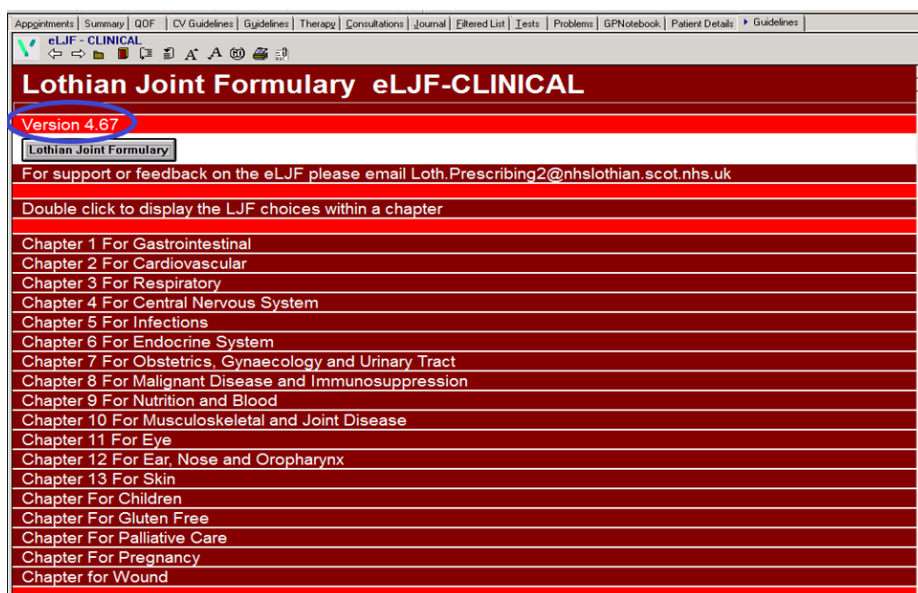 Appointments Summary QOF CV Guidelines Guidelines Therapy Consultations Journal Filtered List Tests Problems GPNotebook Patient Details Guidelines
eLJF - CLINICAL
Lothian Joint Formulary eLJF-CLINICAL
Version 4.67
Lothian Joint Formulary
For support or feedback on the eLJF please email Loth.Prescribing2@nhslothian.scot.nhs.uk
Double click to display the LJF choices within a chapter
Chapter 1 For Gastrointestinal
Chapter 2 For Cardiovascular
Chapter 3 For Respiratory
Chapter 4 For Central Nervous System
Chapter 5 For Infections
Chapter 6 For Endocrine System
Chapter 7 For Obstetrics, Gynaecology and Urinary Tract
Chapter 8 For Malignant Disease and Immunosuppression
Chapter 9 For Nutrition and Blood
Chapter 10 For Musculoskeletal and Joint Disease
Chapter 11 For Eye
Chapter 12 For Ear, Nose and Oropharynx
Chapter 13 For Skin
Chapter For Children
Chapter For Gluten Free
Chapter For Palliative Care
Chapter For Pregnancy
Chapter for Wound